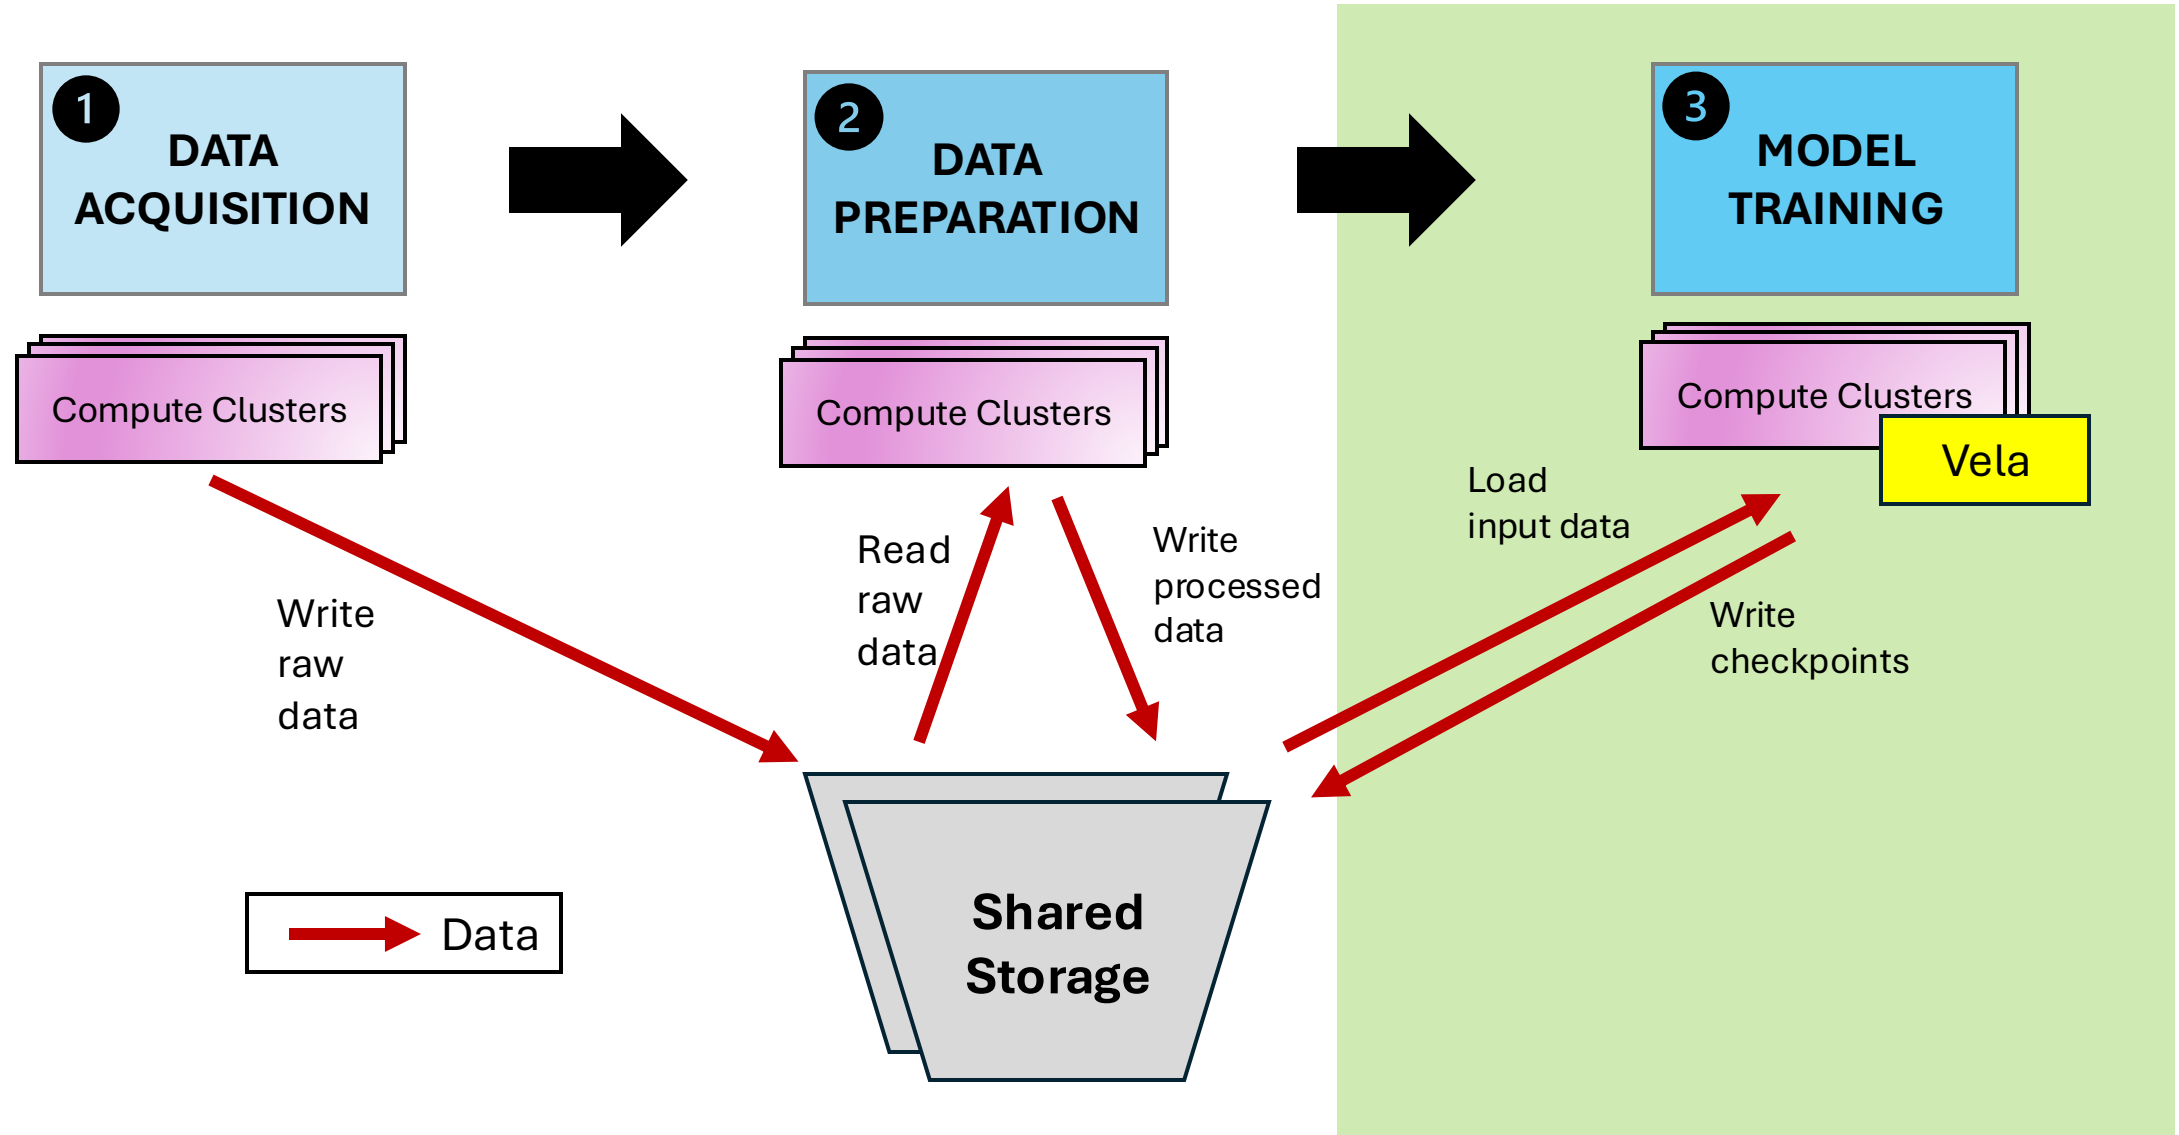 1
DATA
ACQUISITION
2
DATA
PREPARATION
3
MODEL
TRAINING
Compute Clusters
Compute Clusters
Compute Clusters
Vela
Write
raw
data
Read
raw
data
Write
processed
data
Load
input data
Write
checkpoints
Data
Shared
Storage